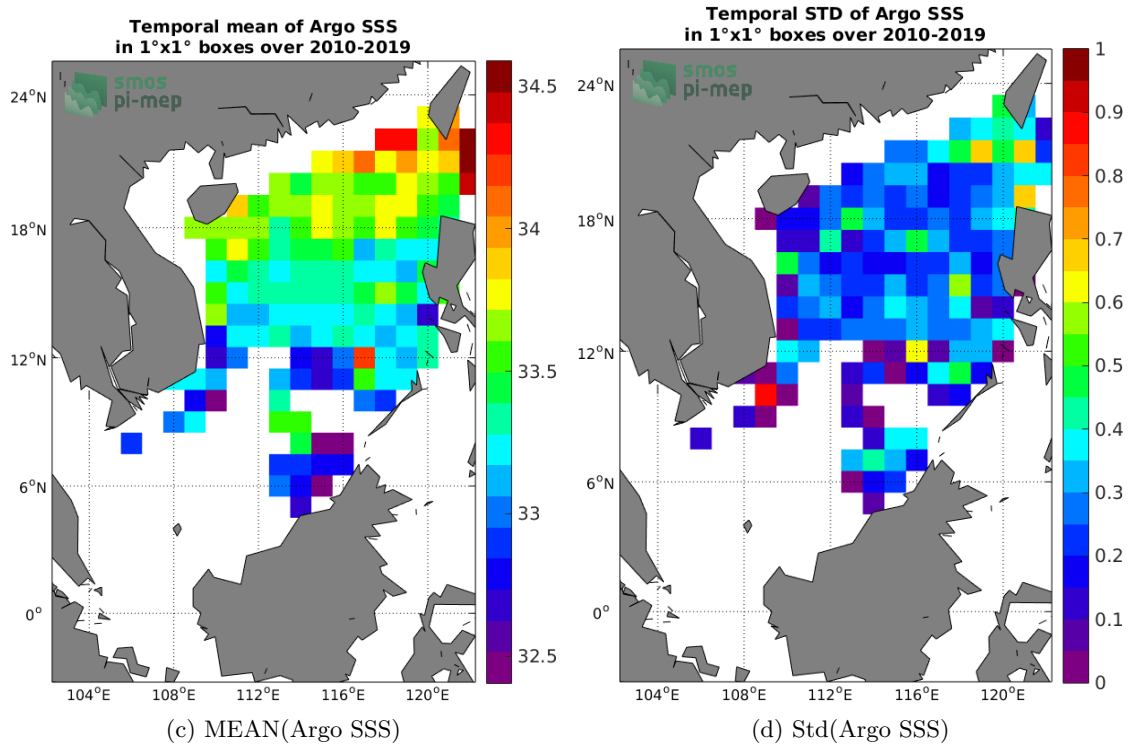 Temporal mean of Argo SSS
in 1°x1° boxes over 2010-2019
smos
pi-mep
24°N
18°N
12°N
6°N
0°
104°E
108°E
112°E
116°E
120°E
34.5
34
33.5
33
32.5
(c) MEAN(Argo SSS)
Temporal STD of Argo SSS
in 1°x1° boxes over 2010-2019
smos
pi-mep
24°N
18°N
12°N
6°N
0°
104°E
108°E
112°E
116°E
120°E
1
0.9
0.8
0.7
0.6
0.5
0.4
0.3
0.2
0.1
0
(d) Std(Argo SSS)